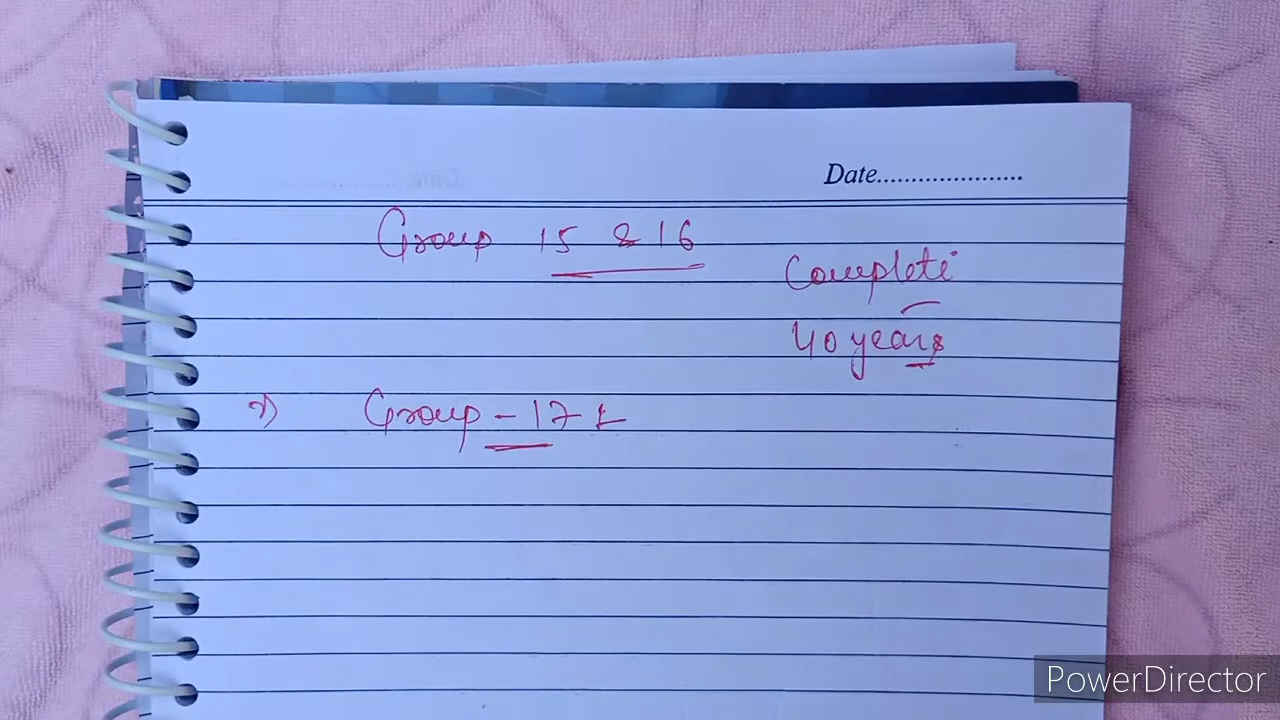 Date.....................
Group 15 & 16
Complete
40 years
Group - 17 &
PowerDirector